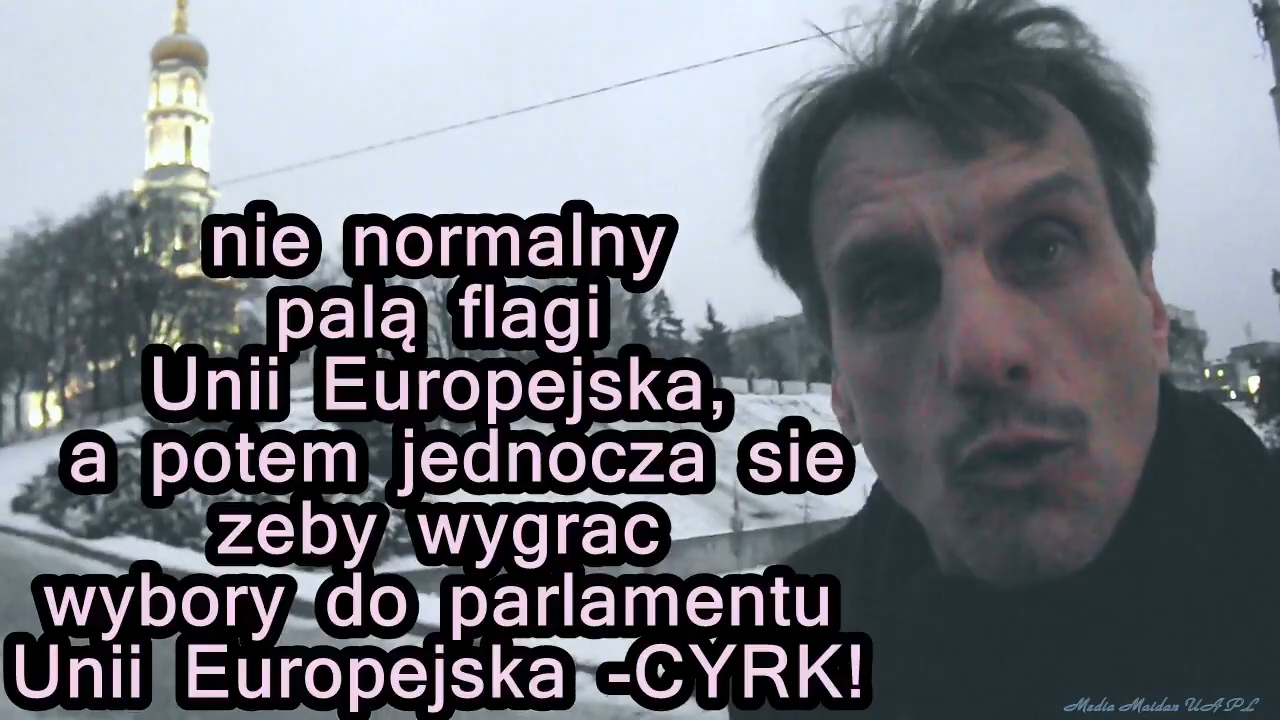 nie normalny
palą flagi
Unii Europejska,
a potem jednocza sie
zeby wygrac
wybory do parlamentu
Unii Europejska -CYRK!
Media Maidan UA PL